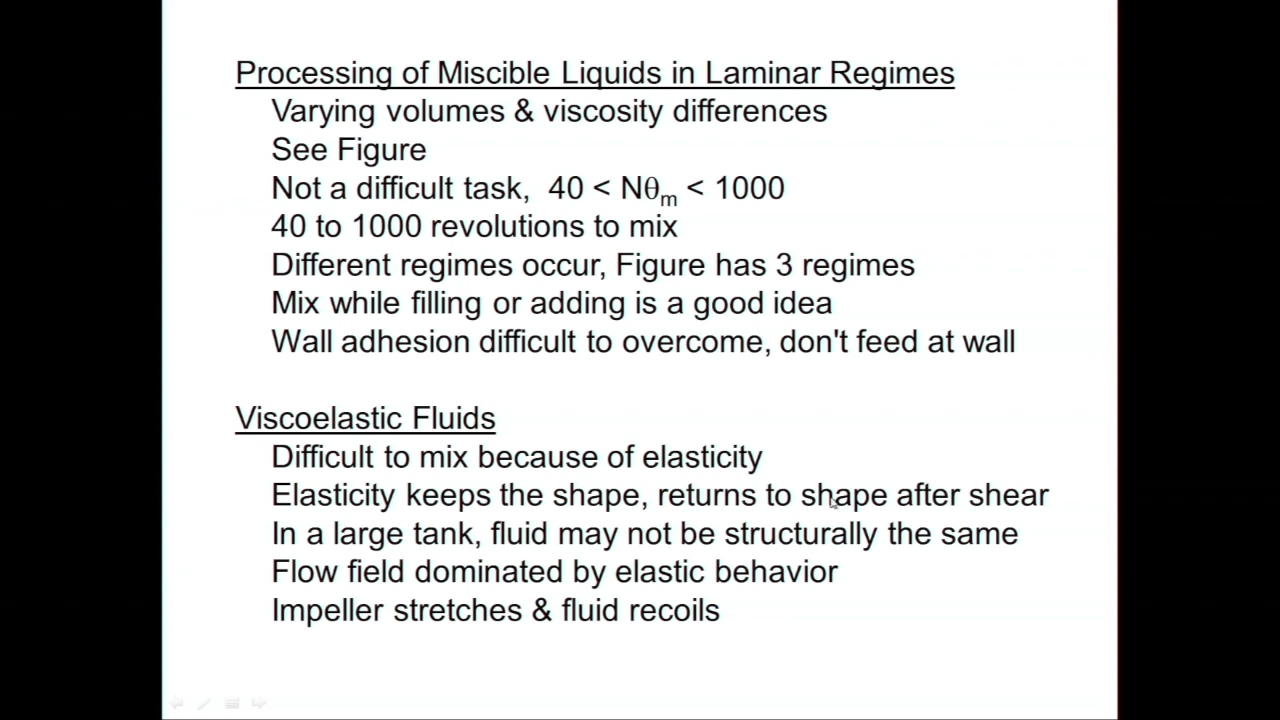 Processing of Miscible Liquids in Laminar Regimes
Varying volumes & viscosity differences
See Figure
Not a difficult task,  40 < Nθm < 1000
40 to 1000 revolutions to mix
Different regimes occur, Figure has 3 regimes
Mix while filling or adding is a good idea
Wall adhesion difficult to overcome, don't feed at wall
Viscoelastic Fluids
Difficult to mix because of elasticity
Elasticity keeps the shape, returns to shape after shear
In a large tank, fluid may not be structurally the same
Flow field dominated by elastic behavior
Impeller stretches & fluid recoils